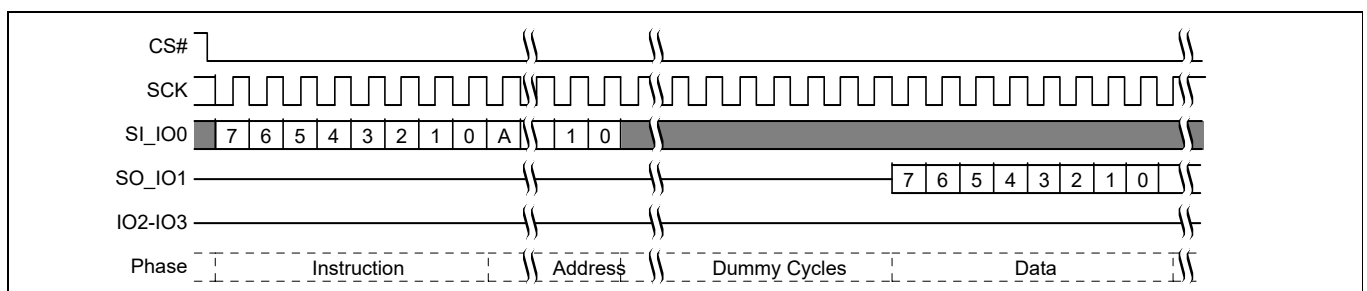 CS#
SCK
SI_IO0 7 6 5 4 3 2 1 0 A 1 0
SO_IO1 7 6 5 4 3 2 1 0
IO2-IO3
Phase Instruction Address Dummy Cycles Data